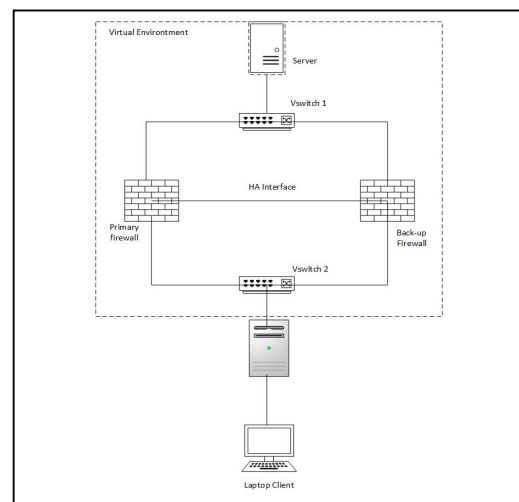 Virtual Environtment
Server
Vswitch 1
HA Interface
Primary
firewall
Back-up
Firewall
Vswitch 2
Laptop Client